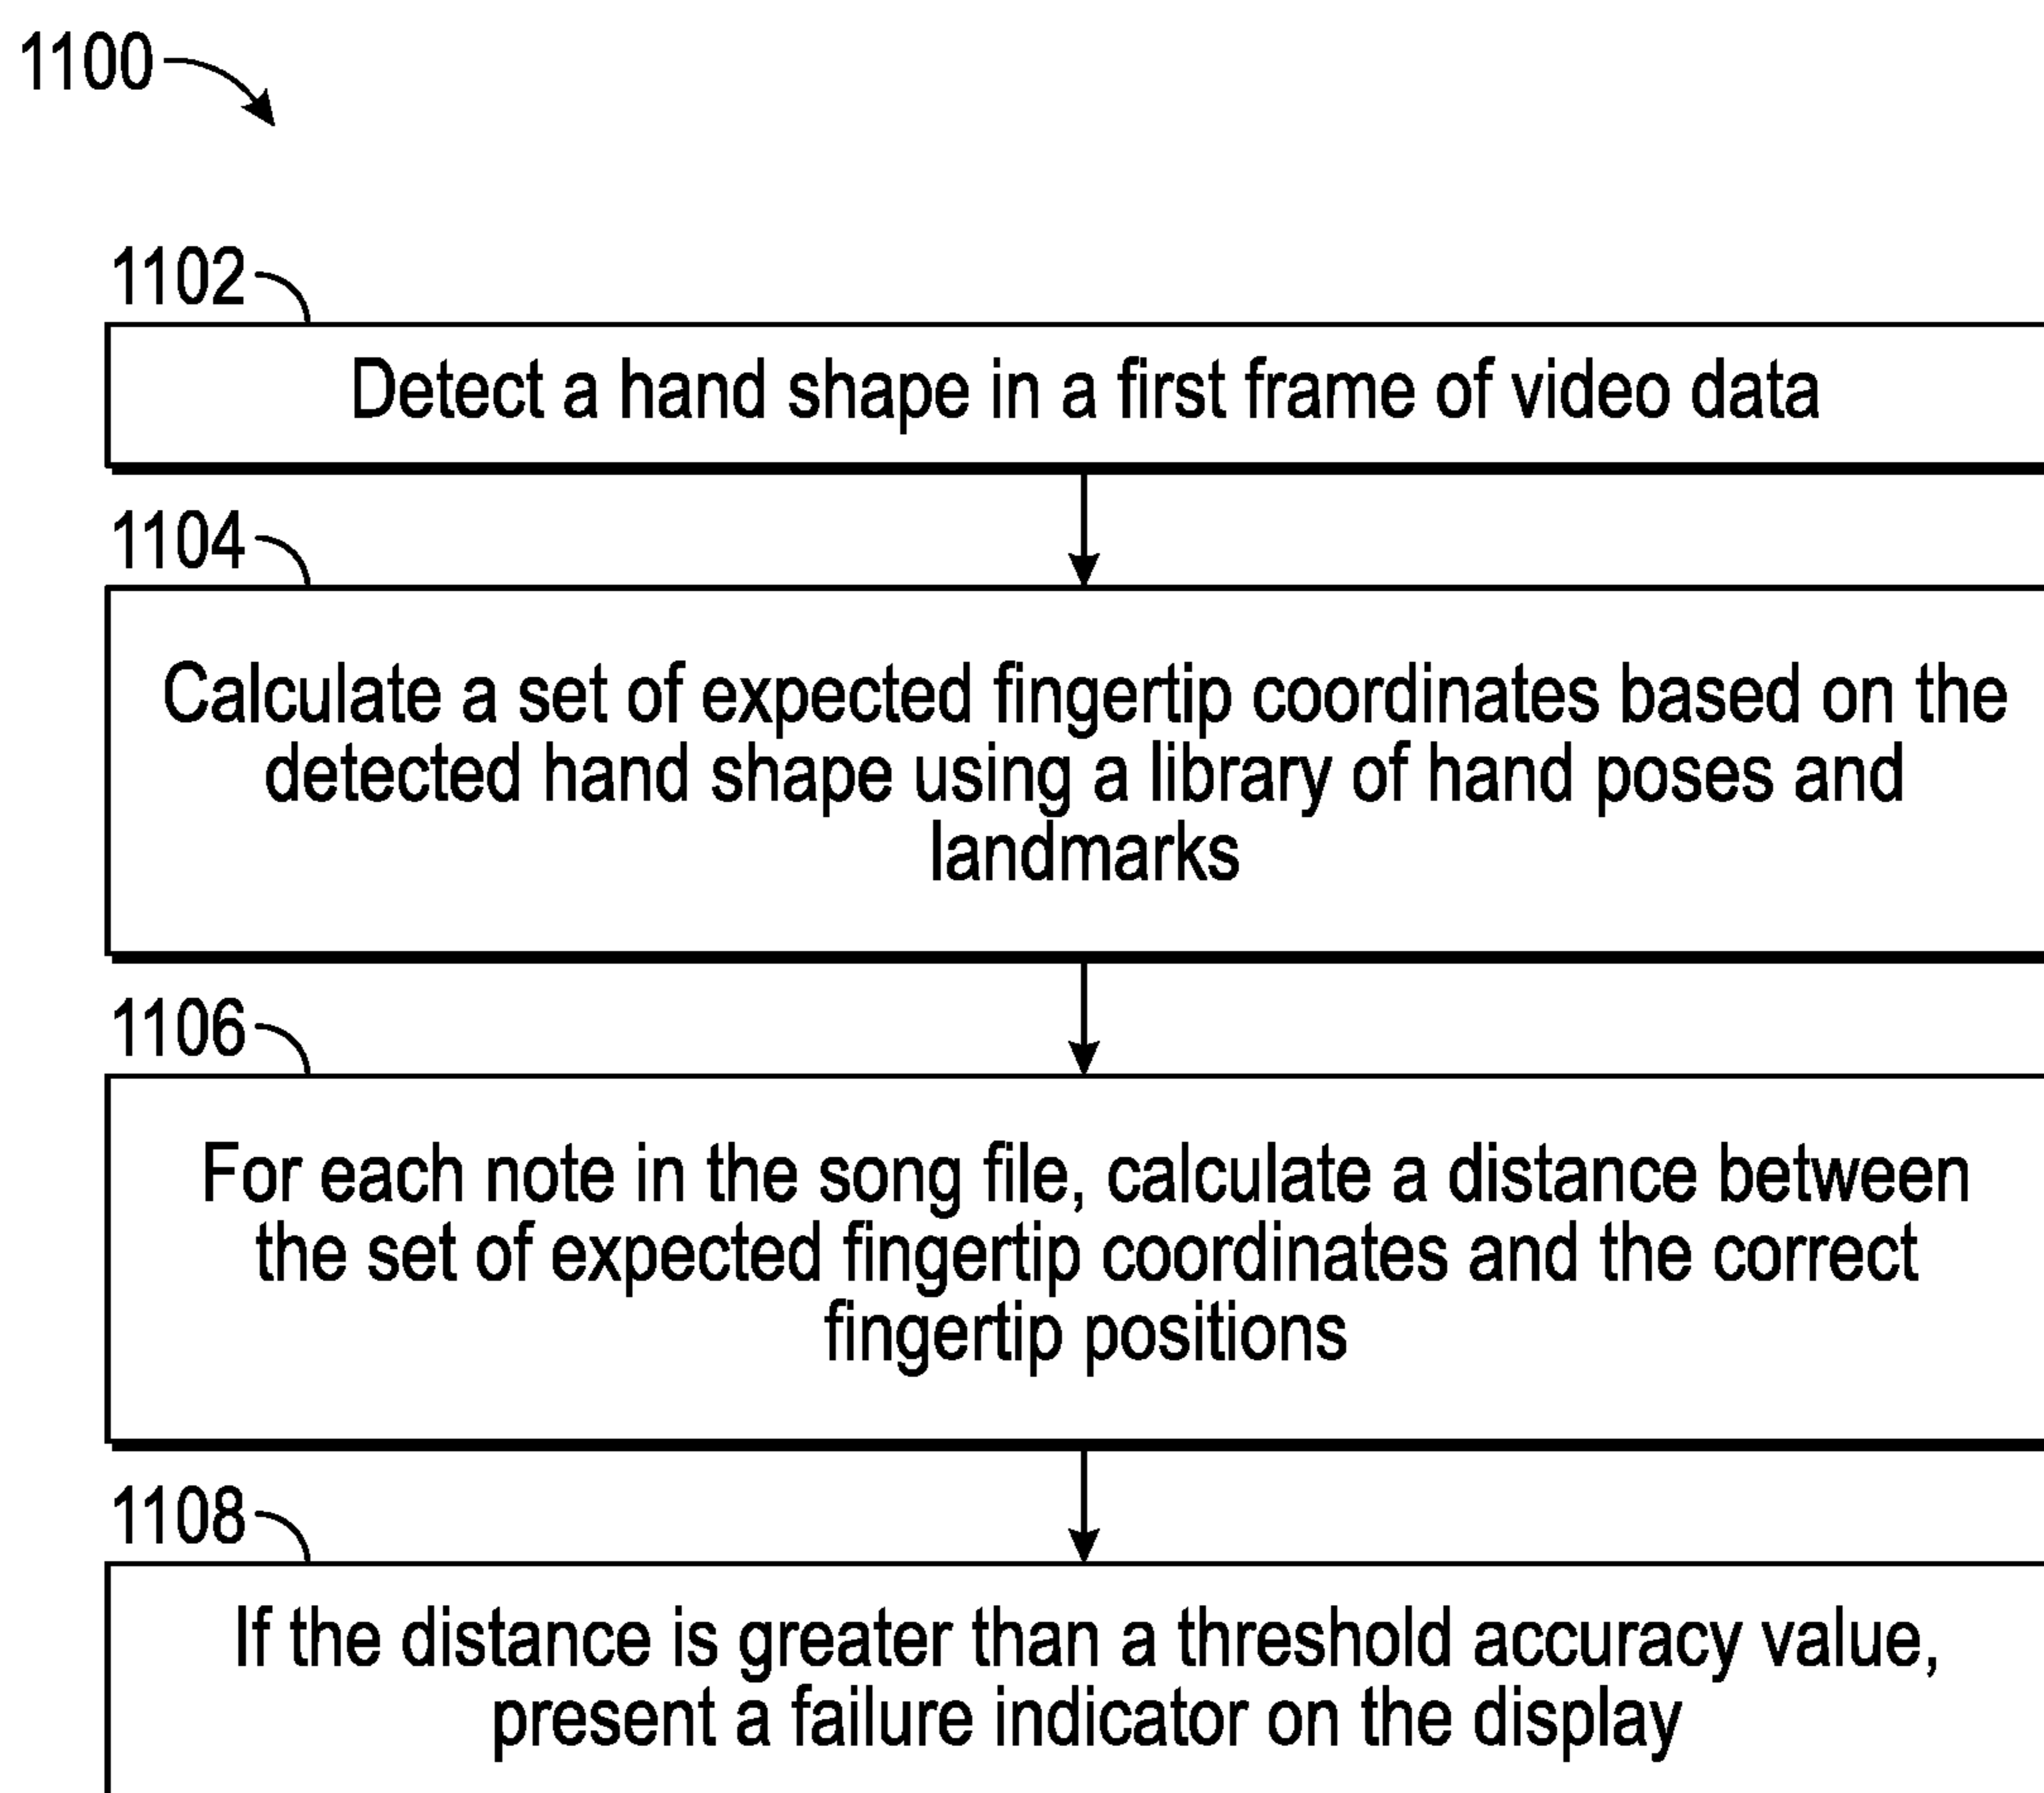 1100
1102
Detect a hand shape in a first frame of video data
1104
Calculate a set of expected fingertip coordinates based on the
detected hand shape using a library of hand poses and
landmarks
1106
For each note in the song file, calculate a distance between
the set of expected fingertip coordinates and the correct
fingertip positions
1108
If the distance is greater than a threshold accuracy value,
present a failure indicator on the display